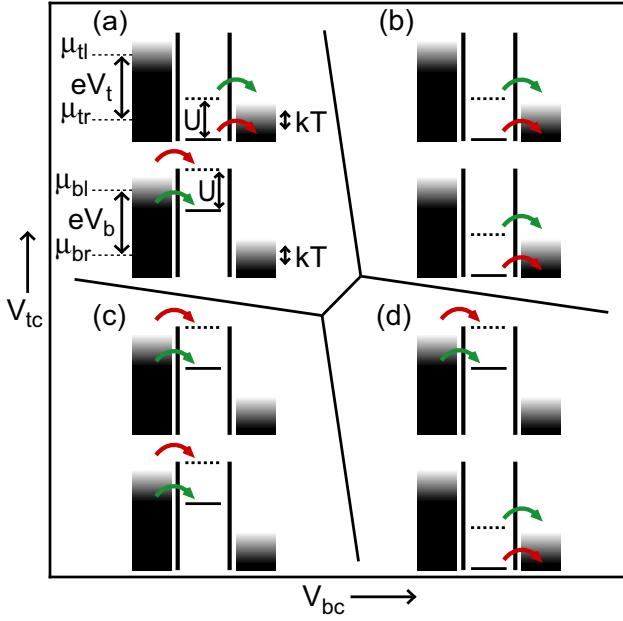 (a)
μtl
eVt
μtr
U
kT
μbl
eVb
μbr
U
kT
(b)
(c)
(d)
Vtc
Vbc